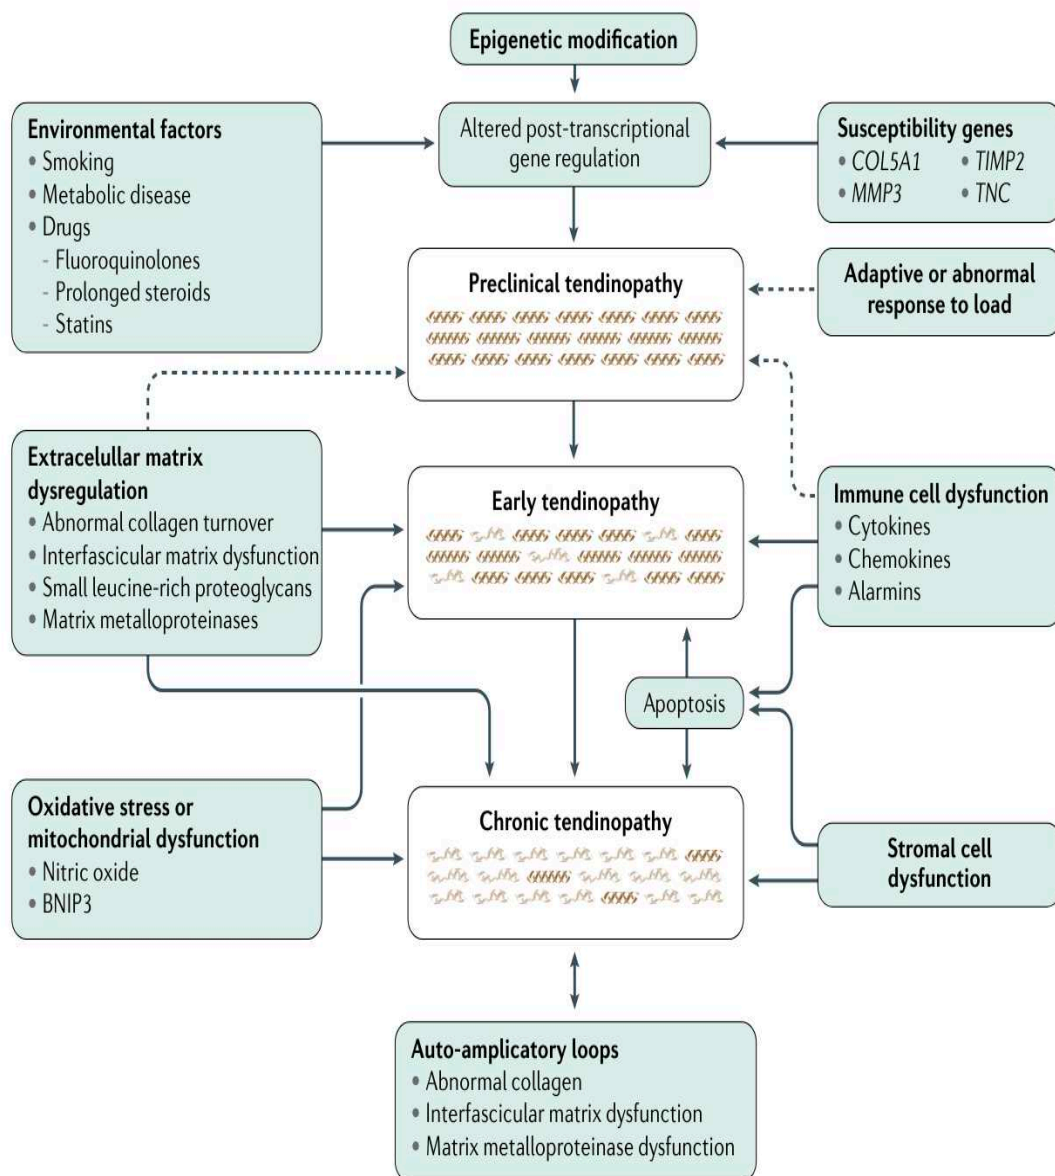 Epigenetic modification
Environmental factors
• Smoking
• Metabolic disease
• Drugs
- Fluoroquinolones
- Prolonged steroids
- Statins
Altered post-transcriptional
gene regulation
Susceptibility genes
• COL5A1 • TIMP2
• MMP3 • TNC
Preclinical tendinopathy
Adaptive or abnormal
response to load
Extracelullar matrix
dysregulation
• Abnormal collagen turnover
• Interfascicular matrix dysfunction
• Small leucine-rich proteoglycans
• Matrix metalloproteinases
Early tendinopathy
Immune cell dysfunction
• Cytokines
• Chemokines
• Alarmins
Apoptosis
Oxidative stress or
mitochondrial dysfunction
• Nitric oxide
• BNIP3
Chronic tendinopathy
Stromal cell
dysfunction
Auto-amplicatory loops
• Abnormal collagen
• Interfascicular matrix dysfunction
• Matrix metalloproteinase dysfunction